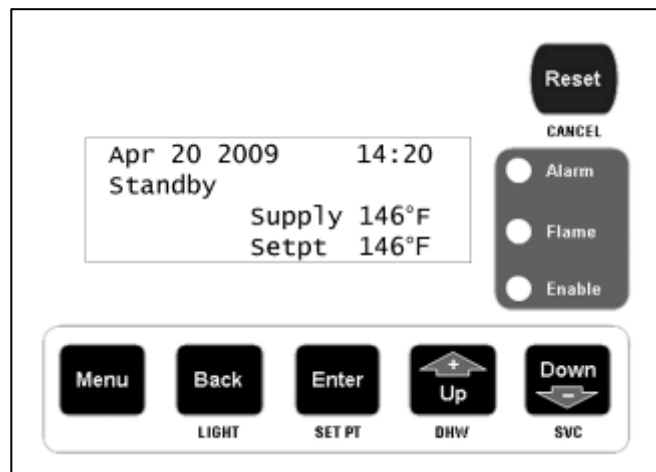 Reset
CANCEL
Apr 20 2009 14:20
Standby
Supply 146°F
Setpt 146°F
Alarm
Flame
Enable
Menu
Back
Enter
+
Up
Down
-
LIGHT
SET PT
DHW
SVC